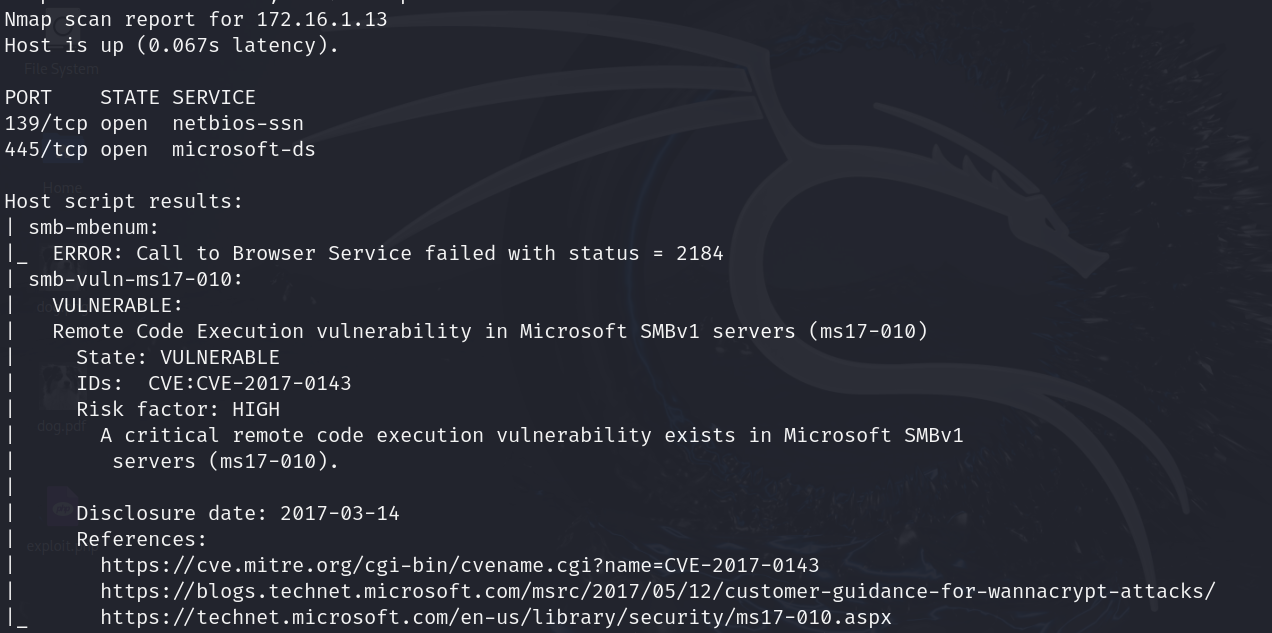 Nmap scan report for 172.16.1.13
Host is up (0.067s latency).
File System
PORT    STATE SERVICE
139/tcp open  netbios-ssn
445/tcp open  microsoft-ds
Home
Host script results:
| smb-mbenum:
|_  ERROR: Call to Browser Service failed with status = 2184
| smb-vuln-ms17-010:
|   VULNERABLE:
|   Remote Code Execution vulnerability in Microsoft SMBv1 servers (ms17-010)
|     State: VULNERABLE
|     IDs:  CVE:CVE-2017-0143
|     Risk factor: HIGH
|       A critical remote code execution vulnerability exists in Microsoft SMBv1
dog.pdf
|        servers (ms17-010).
|
|     Disclosure date: 2017-03-14
|     References:
|       https://cve.mitre.org/cgi-bin/cvename.cgi?name=CVE-2017-0143
|       https://blogs.technet.microsoft.com/msrc/2017/05/12/customer-guidance-for-wannacrypt-attacks/
|_      https://technet.microsoft.com/en-us/library/security/ms17-010.aspx